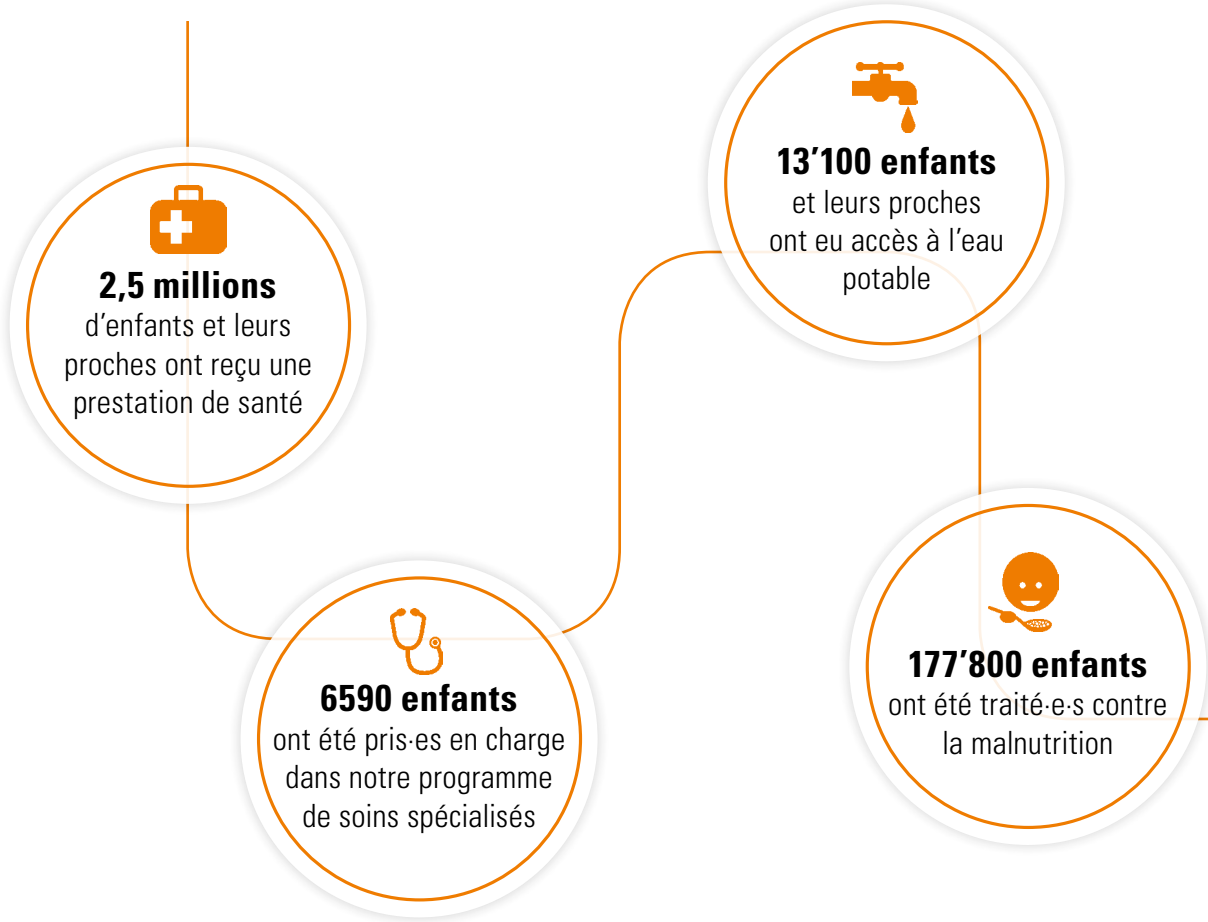 2,5 millions
d’enfants et leurs
proches ont reçu une
prestation de santé
6590 enfants
ont été pris·es en charge
dans notre programme
de soins spécialisés
13’100 enfants
et leurs proches
ont eu accès à l’eau
potable
177’800 enfants
ont été traité·e·s contre
la malnutrition